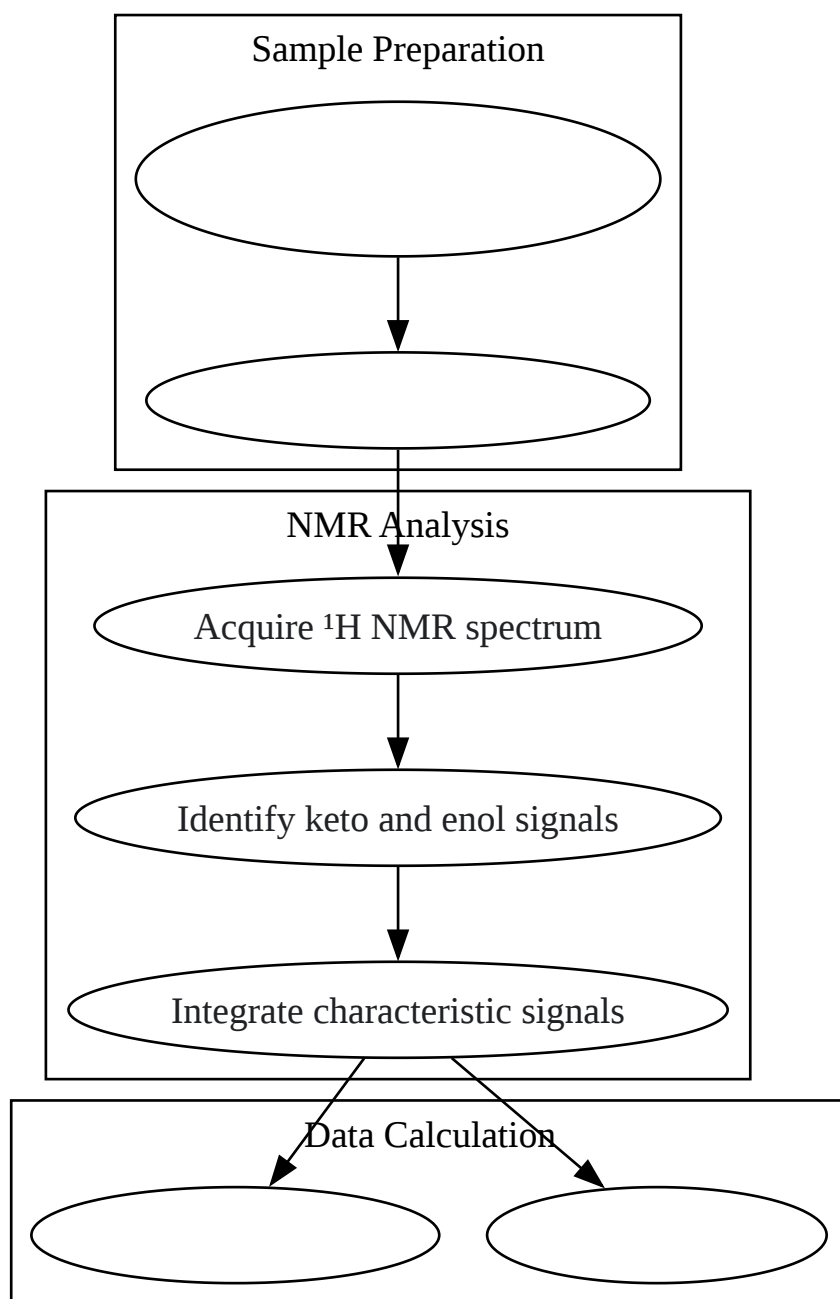 Sample Preparation
NMR Analysis
Acquire ¹H NMR spectrum
Identify keto and enol signals
Integrate characteristic signals
Data Calculation